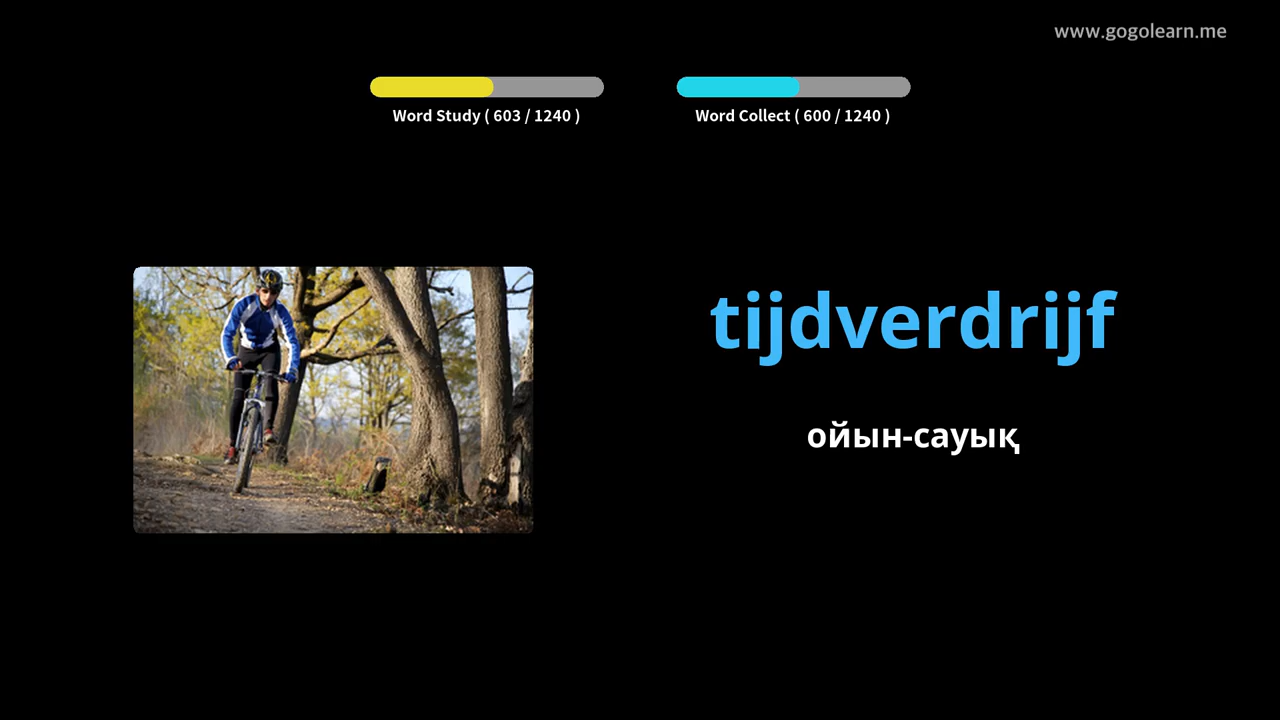 www.gogolearn.me
Word Study ( 603 / 1240 )
Word Collect ( 600 / 1240 )
tijdverdrijf
ойын-сауық